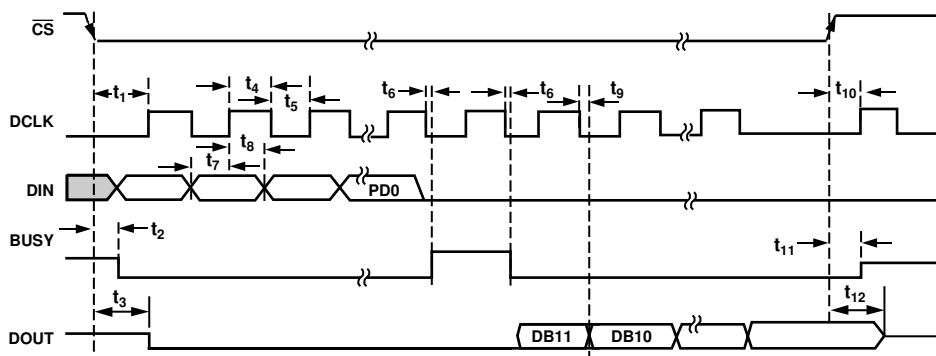 CS
t1 t4 t5 t6 t6 t9 t10
DCLK
t7 t8
DIN PD0
t2
BUSY
t11
t3 t12
DOUT DB11 DB10